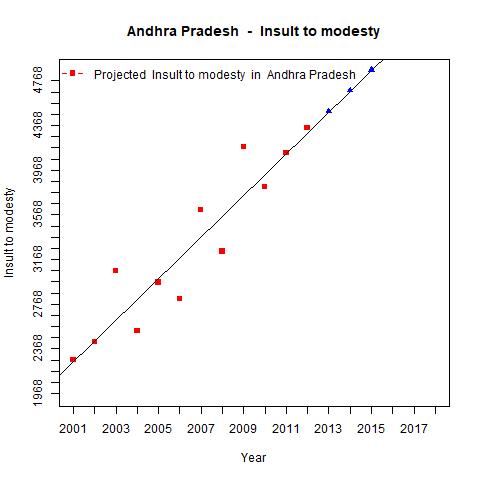 Andhra Pradesh - Insult to modesty
Projected Insult to modesty in Andhra Pradesh
4768
4368
3968
3568
3168
2768
2368
1968
Insult to modesty
2001 2003 2005 2007 2009 2011 2013 2015 2017
Year